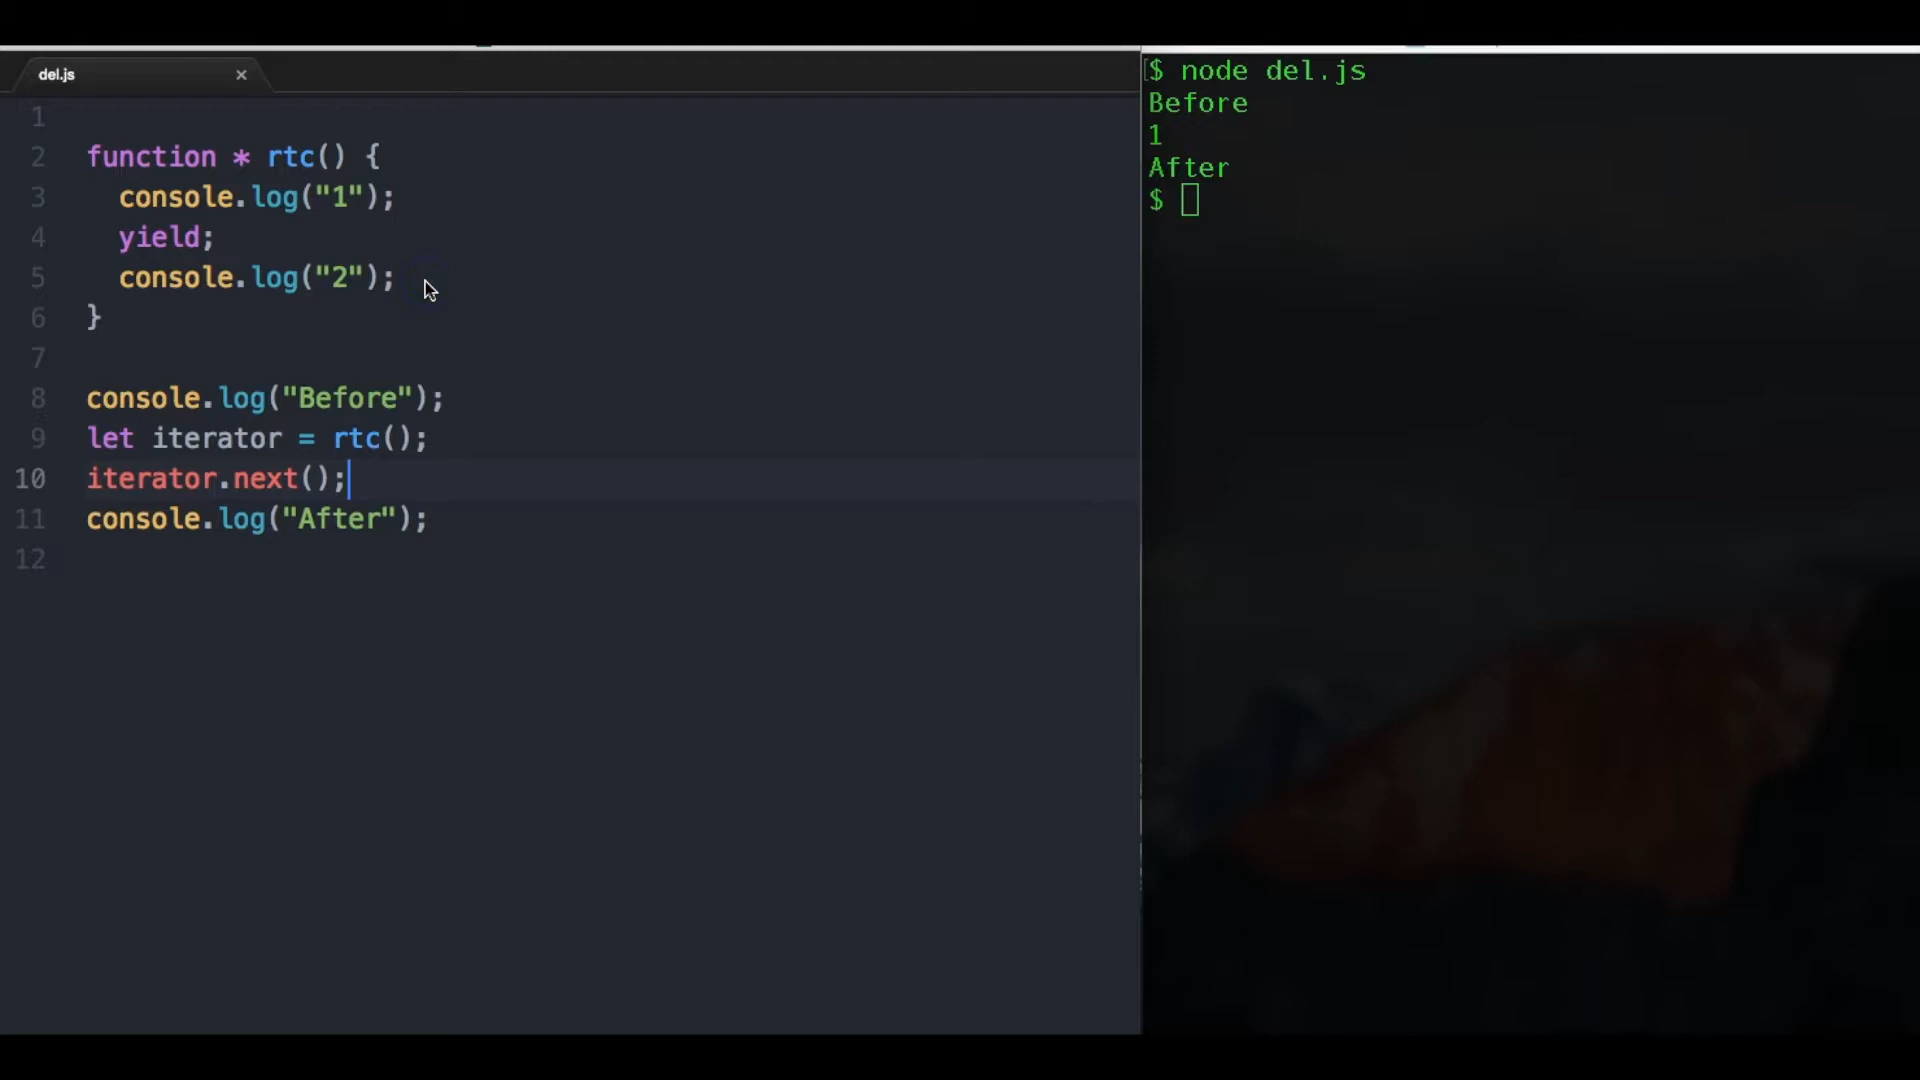 del.js
1
2 function * rtc() {
3 console.log("1");
4 yield;
5 console.log("2");
6 }
7
8 console.log("Before");
9 let iterator = rtc();
10 iterator.next();
11 console.log("After");
12
$ node del.js
Before
1
After
$